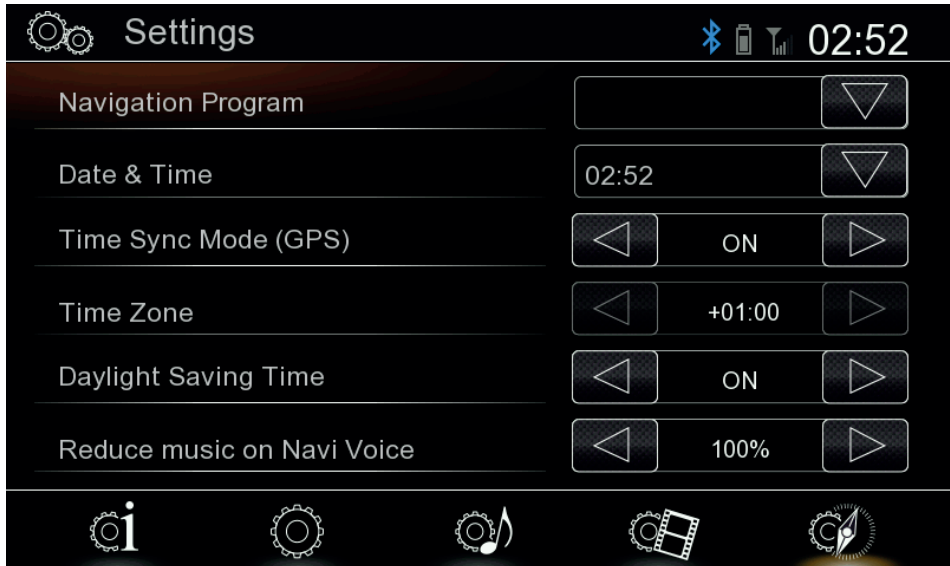 Settings 02:52
Navigation Program
Date & Time 02:52
Time Sync Mode (GPS) ON
Time Zone +01:00
Daylight Saving Time ON
Reduce music on Navi Voice 100%
i